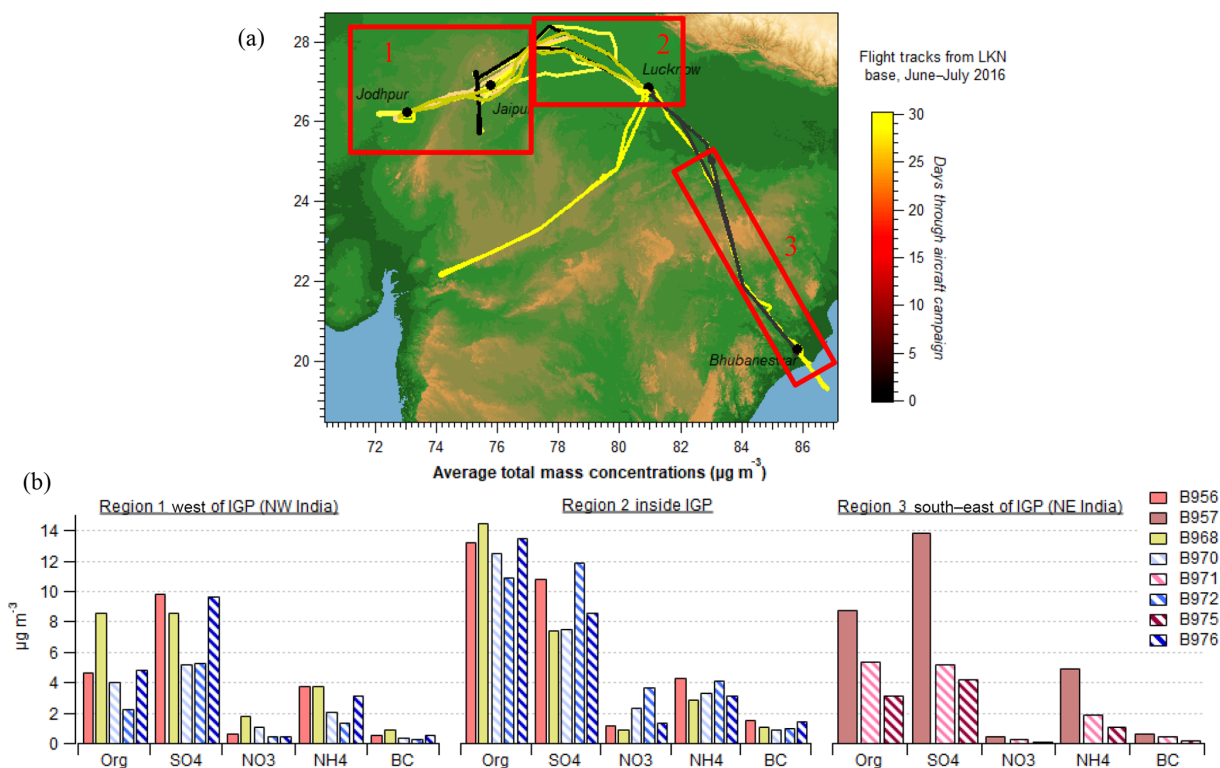 (a)
28
26
24
22
20
1
2
3
Jodhpur
Jaipur
Lucknow
Bhubaneswar
72 74 76 78 80 82 84 86
Flight tracks from LKN
base, June–July 2016
30
25
20
15
10
5
0
Days through aircraft campaign
Average total mass concentrations (µg m⁻³)
(b)
Region 1 west of IGP (NW India)
Region 2 inside IGP
Region 3 south–east of IGP (NE India)
µg m⁻³
14
12
10
8
6
4
2
0
Org SO4 NO3 NH4 BC
Org SO4 NO3 NH4 BC
Org SO4 NO3 NH4 BC
B956
B957
B968
B970
B971
B972
B975
B976